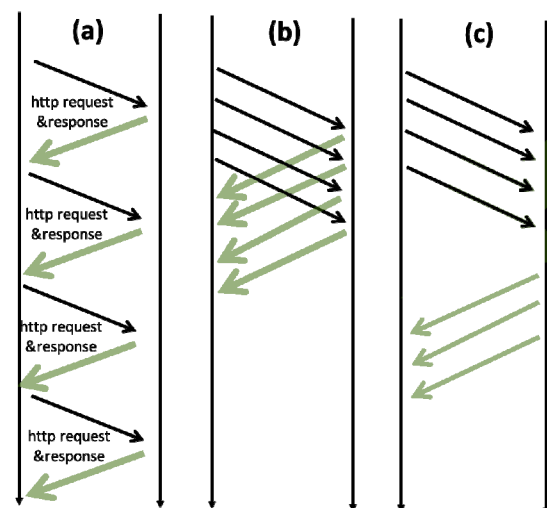 (a)
(b)
(c)
http request
&response
http request
&response
http request
&response
http request
&response